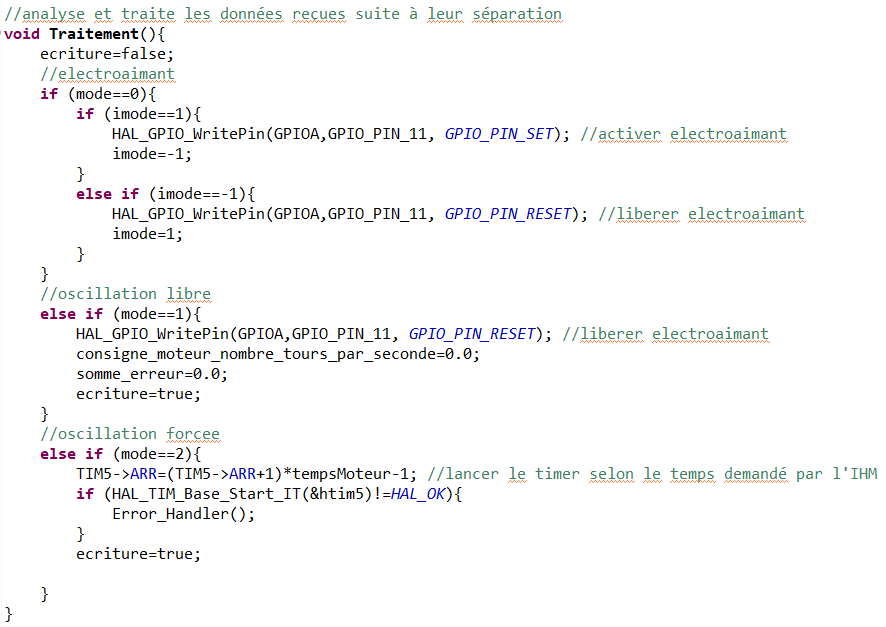 //analyse et traite les données reçues suite à leur séparation
void Traitement(){
    ecriture=false;
    //electroaimant
    if (mode==0){
        if (imode==1){
            HAL_GPIO_WritePin(GPIOA,GPIO_PIN_11, GPIO_PIN_SET); //activer electroaimant
            imode=-1;
        }
        else if (imode==-1){
            HAL_GPIO_WritePin(GPIOA,GPIO_PIN_11, GPIO_PIN_RESET); //liberer electroaimant
            imode=1;
        }
    }
    //oscillation libre
    else if (mode==1){
        HAL_GPIO_WritePin(GPIOA,GPIO_PIN_11, GPIO_PIN_RESET); //liberer electroaimant
        consigne_moteur_nombre_tours_par_seconde=0.0;
        somme_erreur=0.0;
        ecriture=true;
    }
    //oscillation forcee
    else if (mode==2){
        TIM5->ARR=(TIM5->ARR+1)*tempsMoteur-1; //lancer le timer selon le temps demandé par l'IHM
        if (HAL_TIM_Base_Start_IT(&htim5)!=HAL_OK){
            Error_Handler();
        }
        ecriture=true;

    }
}